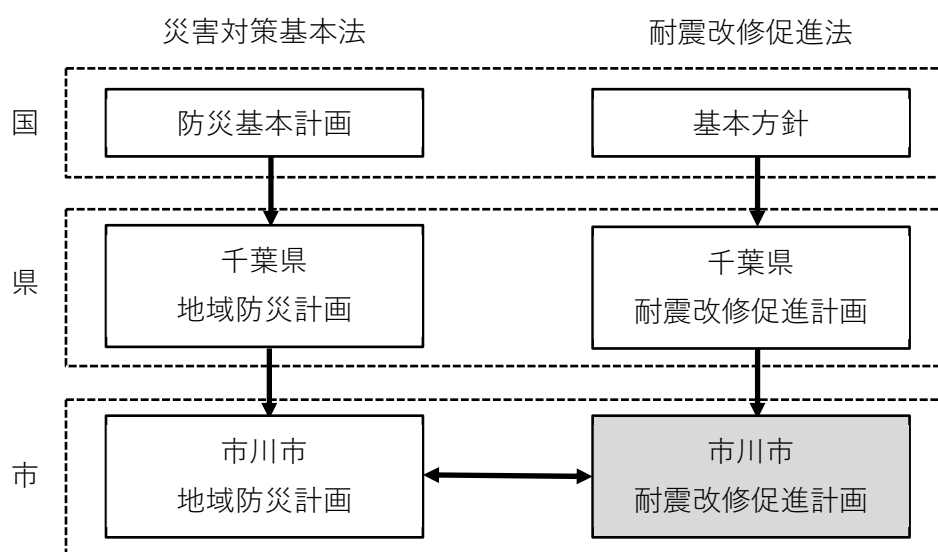 災害対策基本法
耐震改修促進法
国
防災基本計画
基本方針
県
千葉県
地域防災計画
千葉県
耐震改修促進計画
市
市川市
地域防災計画
市川市
耐震改修促進計画